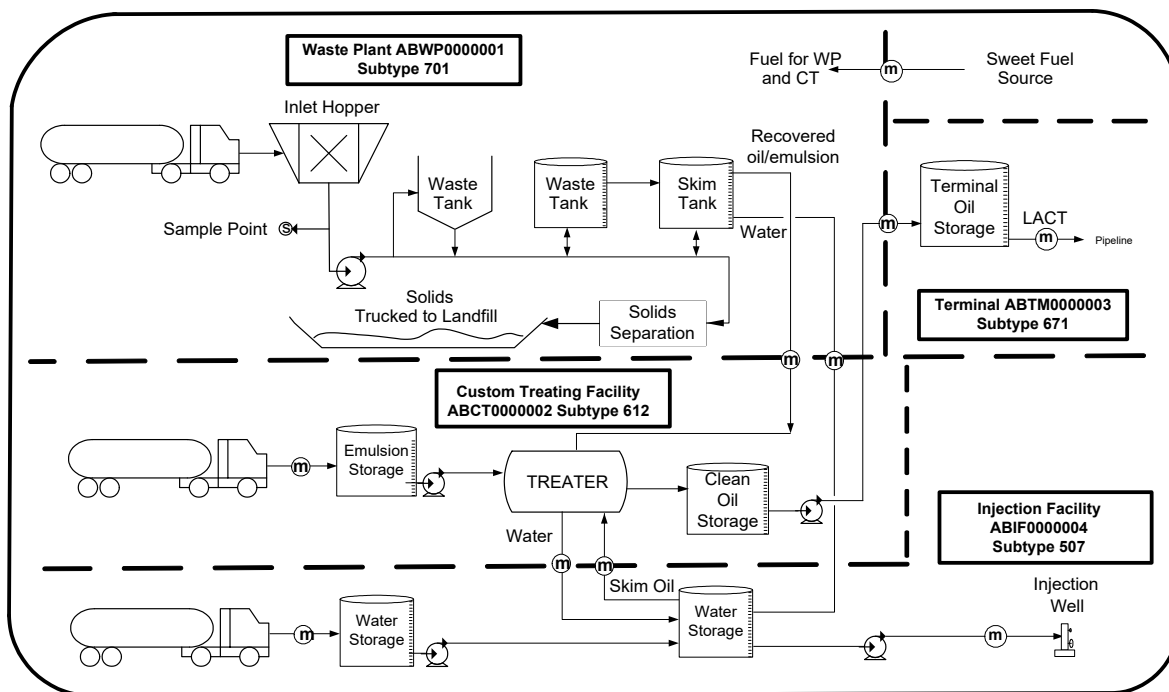 Waste Plant ABWP0000001
Subtype 701
Fuel for WP
and CT
m
Sweet Fuel
Source
Inlet Hopper
Recovered
oil/emulsion
Waste
Tank
Waste
Tank
Skim
Tank
Terminal
Oil
Storage
Sample Point
S
Water
m
LACT
m
Pipeline
Solids
Trucked to Landfill
Solids
Separation
Terminal ABTM0000003
Subtype 671
m
m
Custom Treating Facility
ABCT0000002 Subtype 612
Emulsion
Storage
m
TREATER
Clean
Oil
Storage
Injection Facility
ABIF0000004
Subtype 507
Water
m
m
Skim Oil
Injection
Well
Water
Storage
Water
Storage
m
m